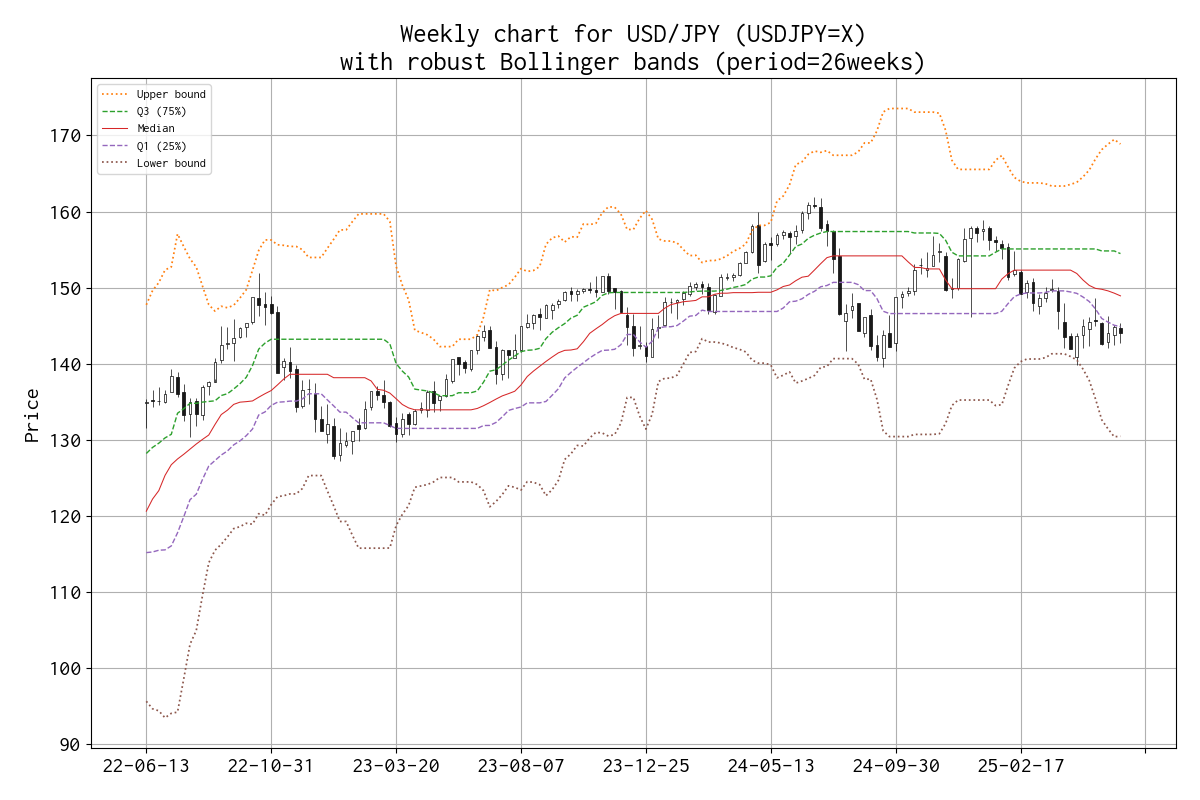 Weekly chart for USD/JPY (USDJPY=X)
with robust Bollinger bands (period=26weeks)
Upper bound
Q3 (75%)
Median
Q1 (25%)
Lower bound
Price
170
160
150
140
130
120
110
100
90
22-06-13
22-10-31
23-03-20
23-08-07
23-12-25
24-05-13
24-09-30
25-02-17